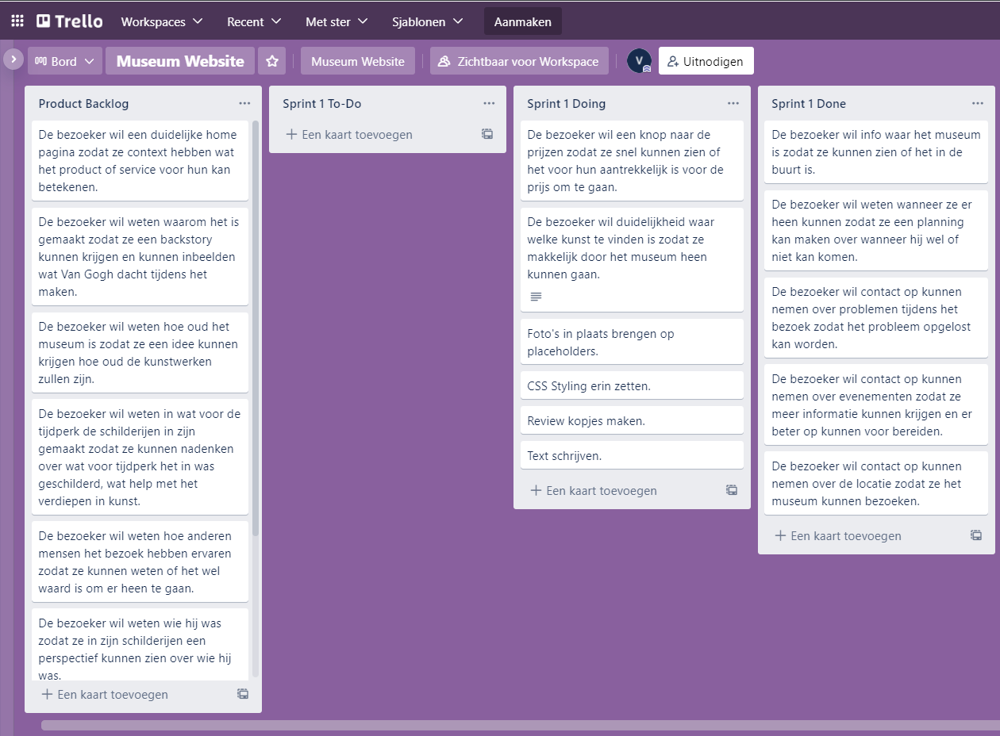 Trello Workspaces Recent Met ster Sjablonen Aanmaken
Bord Museum Website Museum Website Zichtbaar voor Workspace V Uitnodigen
Product Backlog
De bezoeker wil een duidelijke home
pagina zodat ze context hebben wat
het product of service voor hun kan
betekenen.
De bezoeker wil weten waarom het is
gemaakt zodat ze een backstory
kunnen krijgen en kunnen inbeelden
wat Van Gogh dacht tijdens het
maken.
De bezoeker wil weten hoe oud het
museum is zodat ze een idee kunnen
krijgen hoe oud de kunstwerken
zullen zijn.
De bezoeker wil weten in wat voor de
tijdperk de schilderijen in zijn
gemaakt zodat ze kunnen nadenken
over wat voor tijdperk het in was
geschilderd, wat help met het
verdiepen in kunst.
De bezoeker wil weten hoe anderen
mensen het bezoek hebben ervaren
zodat ze kunnen weten of het wel
waard is om er heen te gaan.
De bezoeker wil weten wie hij was
zodat ze in zijn schilderijen een
perspectief kunnen zien over wie hij
was.
Een kaart toevoegen
Sprint 1 To-Do
Een kaart toevoegen
Sprint 1 Doing
De bezoeker wil een knop naar de
prijzen zodat ze snel kunnen zien of
het voor hun aantrekkelijk is voor de
prijs om te gaan.
De bezoeker wil duidelijkheid waar
welke kunst te vinden is zodat ze
makkelijk door het museum heen
kunnen gaan.
Foto's in plaats brengen op
placeholders.
CSS Styling erin zetten.
Review kopjes maken.
Text schrijven.
Een kaart toevoegen
Sprint 1 Done
De bezoeker wil info waar het museum
is zodat ze kunnen zien of het in de
buurt is.
De bezoeker wil weten wanneer ze er
heen kunnen zodat ze een planning
kan maken over wanneer hij wel of
niet kan komen.
De bezoeker wil contact op kunnen
nemen over problemen tijdens het
bezoek zodat het probleem opgelost
kan worden.
De bezoeker wil contact op kunnen
nemen over evenementen zodat ze
meer informatie kunnen krijgen en er
beter op kunnen voor bereiden.
De bezoeker wil contact op kunnen
nemen over de locatie zodat ze het
museum kunnen bezoeken.
Een kaart toevoegen